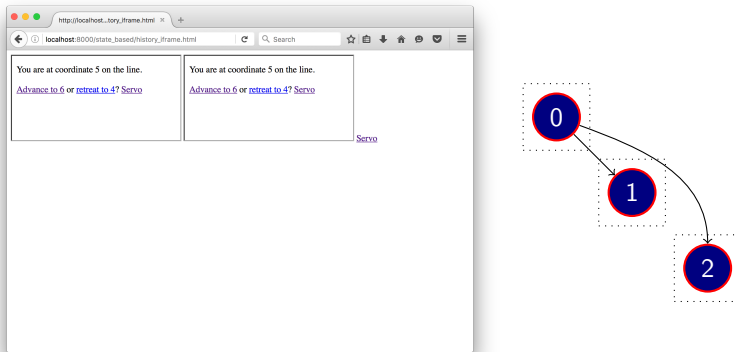 http://localhost...tory_iframe.html
localhost:8000/state_based/history_iframe.html
Search
You are at coordinate 5 on the line.
Advance to 6 or retreat to 4? Servo
You are at coordinate 5 on the line.
Advance to 6 or retreat to 4? Servo
Servo
0
1
2